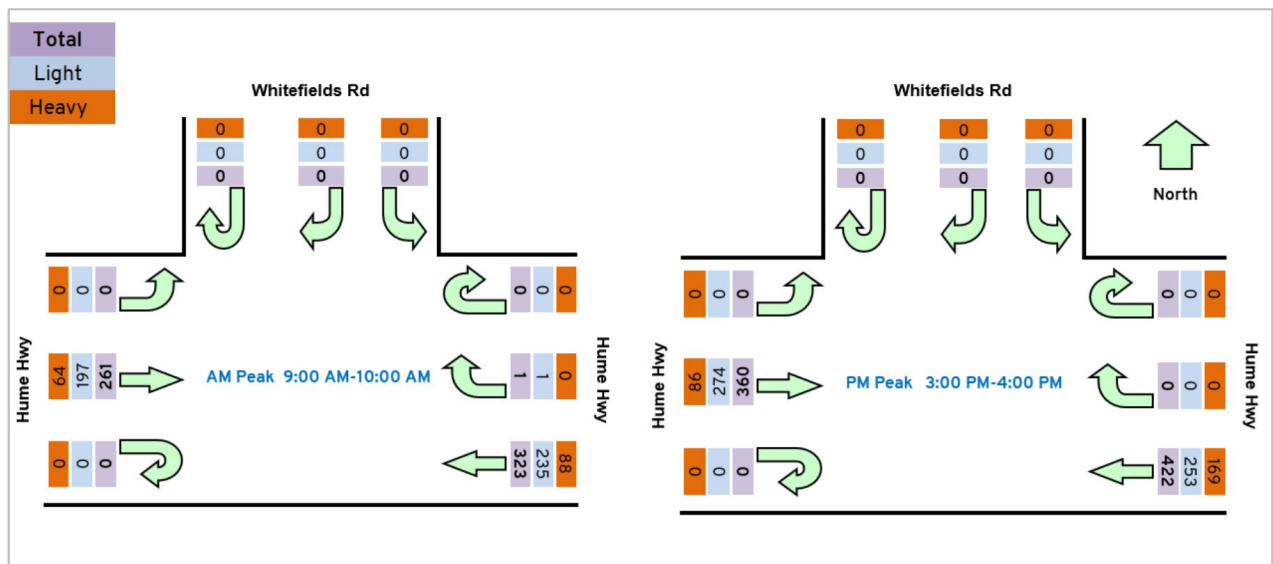 Total
Light
Heavy
Whitefields Rd
0 0 0
0 0 0
0 0 0
0 0 0
0 0 0
Hume Hwy
64 197 261
AM Peak 9:00 AM-10:00 AM
1 1 0
Hume Hwy
0 0 0
323 235 88
Whitefields Rd
0 0 0
0 0 0
0 0 0
North
0 0 0
0 0 0
Hume Hwy
86 274 360
PM Peak 3:00 PM-4:00 PM
0 0 0
Hume Hwy
0 0 0
422 253 169